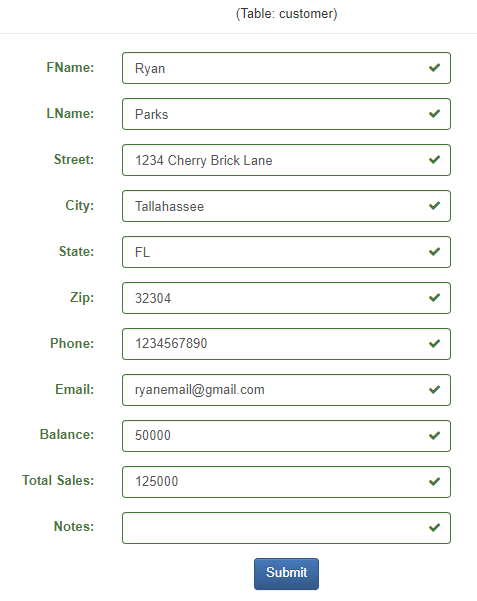 (Table: customer)
FName: Ryan
LName: Parks
Street: 1234 Cherry Brick Lane
City: Tallahassee
State: FL
Zip: 32304
Phone: 1234567890
Email: ryanemail@gmail.com
Balance: 50000
Total Sales: 125000
Notes:
Submit